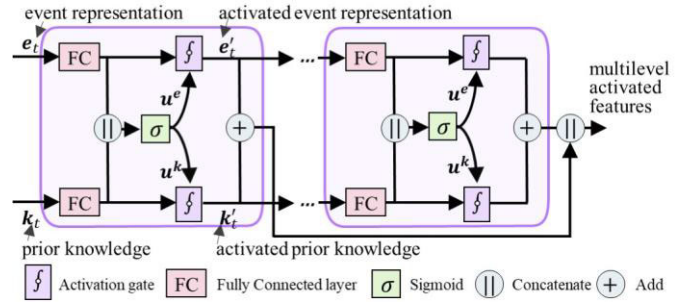 event representation
activated event representation
e_t
e′_t
FC
∮
...
FC
∮
multilevel
activated
features
u^e
u^e
||
σ
+
||
σ
+
||
u^k
u^k
FC
∮
...
FC
∮
k_t
k′_t
prior knowledge
activated prior knowledge
∮ Activation gate FC Fully Connected layer σ Sigmoid || Concatenate + Add